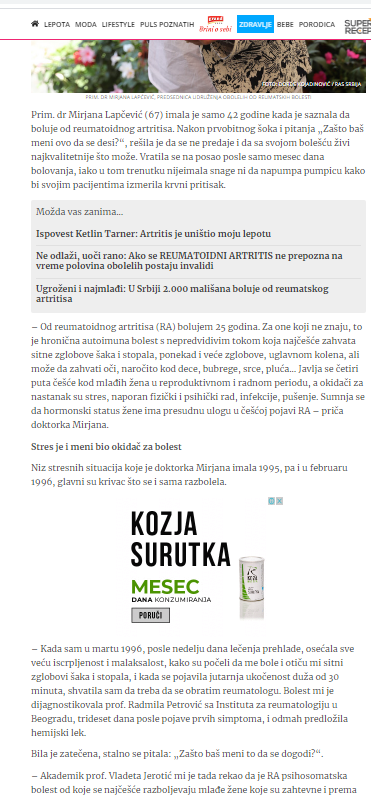 LEPOTA MODA LIFESTYLE PULS POZNATIH Brini o sebi ZDRAVLJE BEBE PORODICA
FOTO: ĐORĐE KOJADINOVIĆ / RAS SRBIJA
PRIM. DR MIRJANA LAPČEVIĆ, PREDSEDNICA UDRUŽENJA OBOLELIH OD REUMATSKIH BOLESTI
Prim. dr Mirjana Lapčević (67) imala je samo 42 godine kada je saznala da
boluje od reumatoidnog artritisa. Nakon prvobitnog šoka i pitanja „Zašto baš
meni ovo da se desi?“, rešila je da se ne predaje i da sa svojom bolešću živi
najkvalitetnije što može. Vratila se na posao posle samo mesec dana
bolovanja, iako u tom trenutku nijeimala snage ni da napumpa pumpicu kako
bi svojim pacijentima izmerila krvni pritisak.
Možda vas zanima...
Ispovest Ketlin Tarner: Artritis je uništio moju lepotu
Ne odlaži, uoči rano: Ako se REUMATOIDNI ARTRITIS ne prepozna na
vreme polovina obolelih postaju invalidi
Ugroženi i najmlađi: U Srbiji 2.000 mališana boluje od reumatskog
artritisa
– Od reumatoidnog artritisa (RA) bolujem 25 godina. Za one koji ne znaju, to
je hronična autoimuna bolest s nepredvidivim tokom koja najčešće zahvata
sitne zglobove šaka i stopala, ponekad i veće zglobove, uglavnom kolena, ali
može da zahvati oči, naročito kod dece, bubrege, srce, pluća... Javlja se četiri
puta češće kod mlađih žena u reproduktivnom i radnom periodu, a okidači za
nastanak su stres, naporan fizički i psihički rad, infekcije, pušenje. Sumnja se
da hormonski status žene ima presudnu ulogu u češćoj pojavi RA – priča
doktorka Mirjana.
Stres je i meni bio okidač za bolest
Niz stresnih situacija koje je doktorka Mirjana imala 1995, pa i u februaru
1996, glavni su krivac što se i sama razbolela.
KOZJA
SURUTKA
MESEC
DANA KONZUMIRANJA
PORUČI
– Kada sam u martu 1996, posle nedelju dana lečenja prehlade, osećala sve
veću iscrpljenost i malaksalost, kako su počeli da me bole i otiču mi sitni
zglobovi šaka i stopala, i kada se pojavila jutarnja ukočenost duža od 30
minuta, shvatila sam da treba da se obratim reumatologu. Bolest mi je
dijagnostikovala prof. Radmila Petrović sa Instituta za reumatologiju u
Beogradu, trideset dana posle pojave prvih simptoma, i odmah predložila
hemijski lek.
Bila je zatečena, stalno se pitala: „Zašto baš meni to da se dogodi?“.
– Akademik prof. Vladeta Jerotić mi je tada rekao da je RA psihosomatska
bolest od koje se najčešće razboljevaju mlađe žene koje su zahtevne i prema